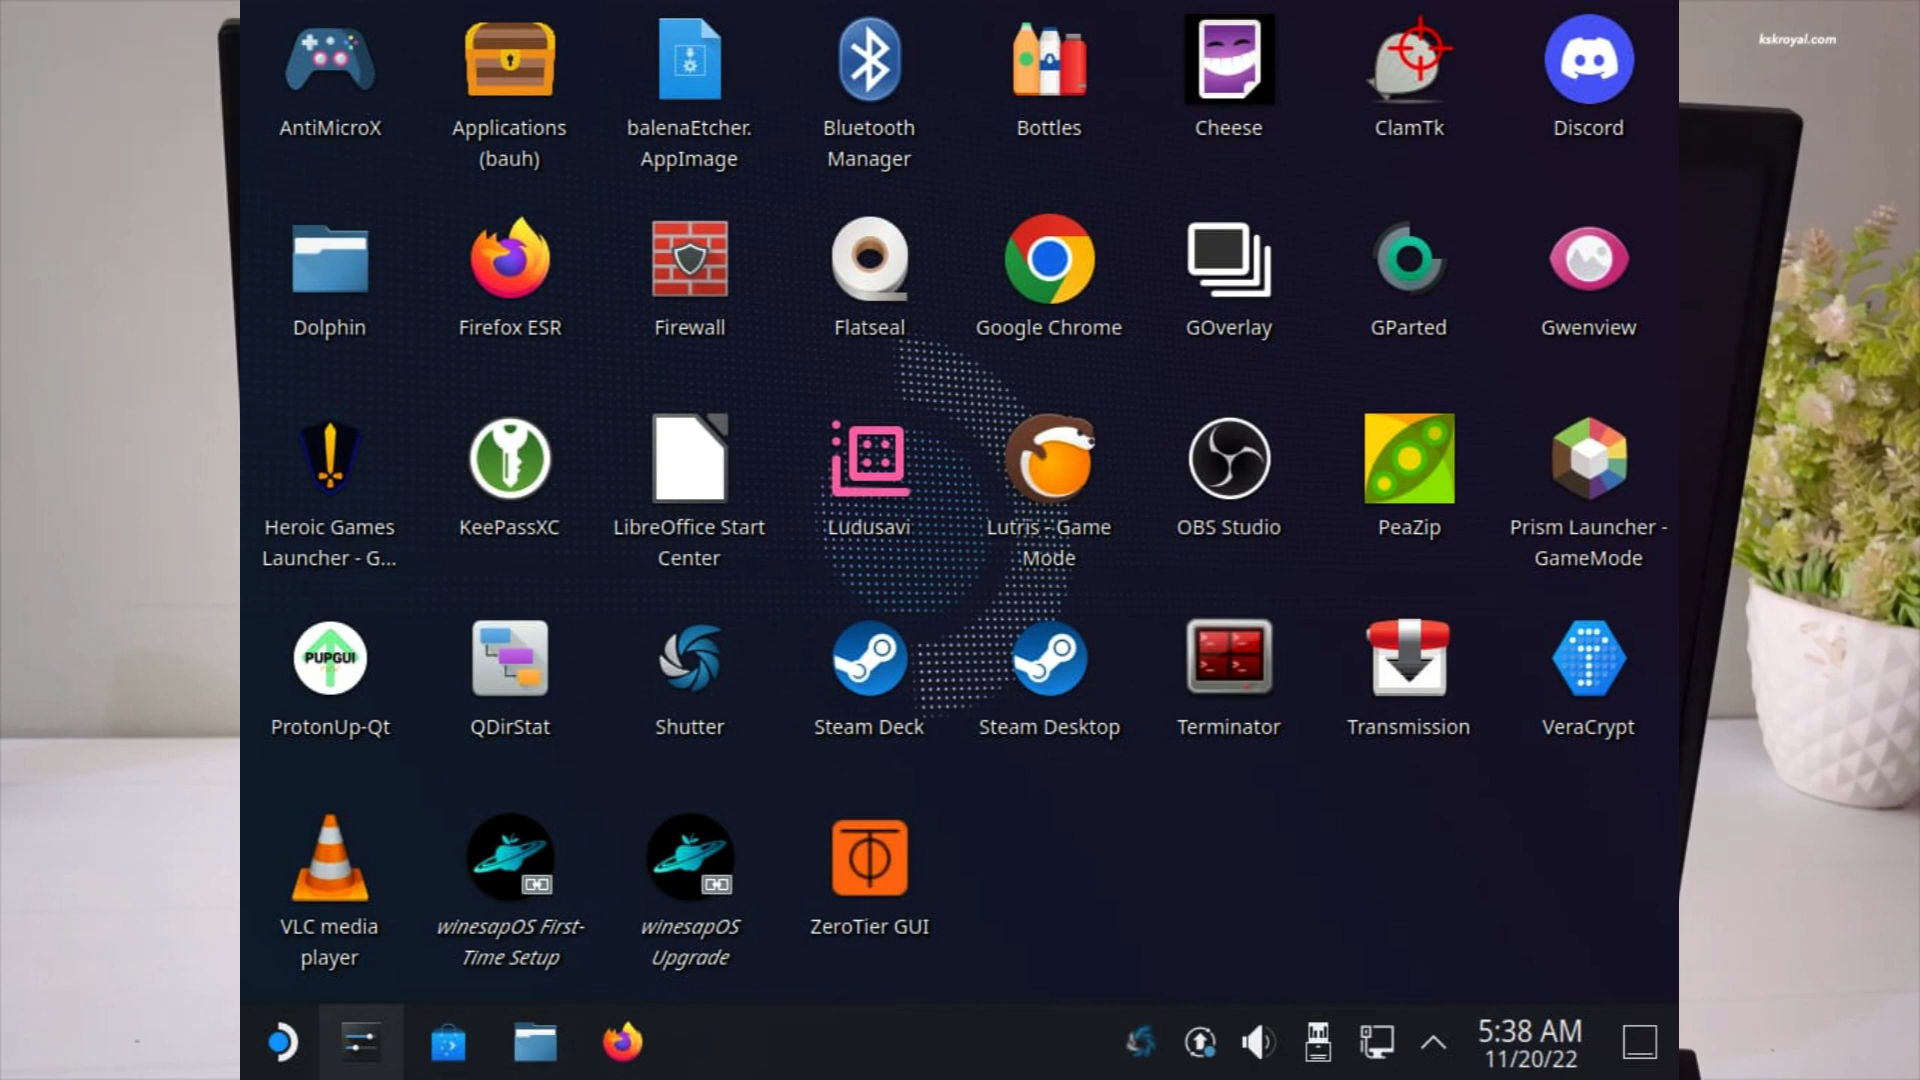 kskroyal.com
AntiMicroX
Applications
(bauh)
balenaEtcher.
AppImage
Bluetooth
Manager
Bottles
Cheese
ClamTk
Discord
Dolphin
Firefox ESR
Firewall
Flatseal
Google Chrome
GOverlay
GParted
Gwenview
Heroic Games
Launcher - G...
KeePassXC
LibreOffice Start
Center
Ludusavi
Lutris - Game
Mode
OBS Studio
PeaZip
Prism Launcher -
GameMode
PUPGUI
ProtonUp-Qt
QDirStat
Shutter
Steam Deck
Steam Desktop
Terminator
Transmission
VeraCrypt
VLC media
player
winesapOS First-
Time Setup
winesapOS
Upgrade
ZeroTier GUI
5:38 AM
11/20/22